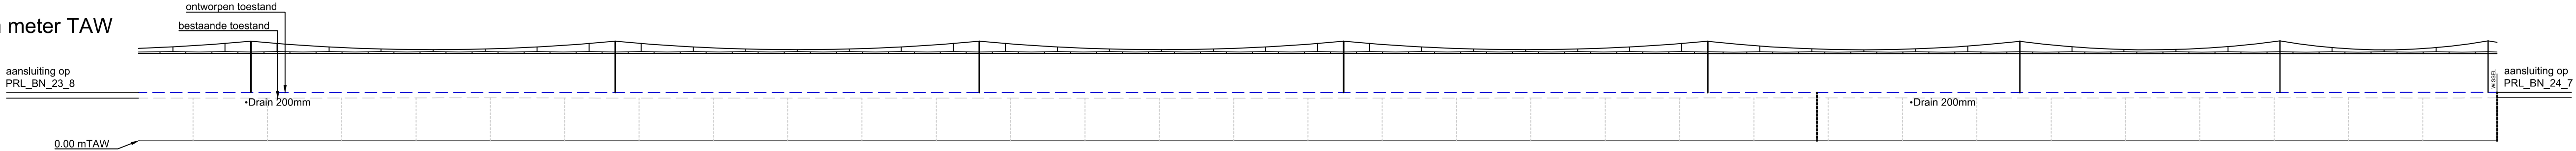 ontworpen toestand
meter TAW
bestaande toestand
aansluiting op
PRL_BN_23_8
•Drain 200mm
0.00 mTAW
•Drain 200mm
WISSEL
aansluiting op
PRL_BN_24_7